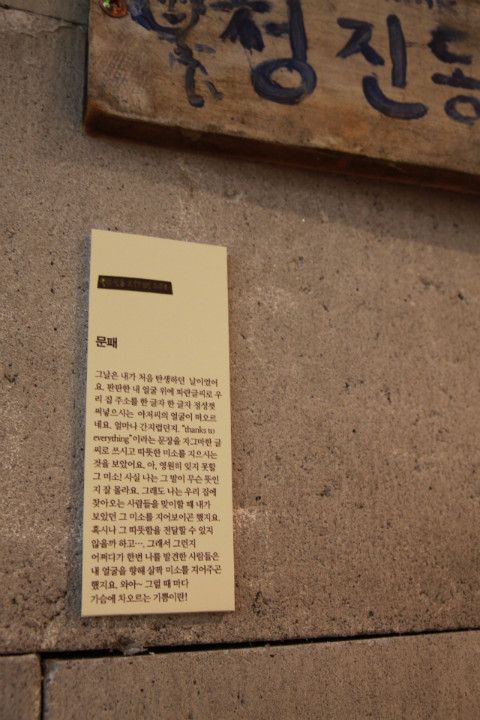 청진동
문패
그날은 내가 처음 탄생하던 날이었어
요. 판판한 내 얼굴 위에 파란글씨로 우
리 집 주소를 한 글자 한 글자 정성껏
써넣으시는 아저씨의 얼굴이 떠오르
네요. 얼마나 간지럽던지. "thanks to
everything"이라는 문장을 지그마한 글
씨로 쓰시고 따뜻한 미소를 지으시는
것을 보았어요. 아, 영원히 잊지 못할
그 미소! 사실 나는 그 말이 무슨 뜻인
지 잘 몰라요. 그래도 나는 우리 집에
찾아오는 사람들을 맞이할 때 내가
보았던 그 미소를 지어보이곤 했지요.
혹시나 그 따뜻함을 전달할 수 있지
않을까 하고…. 그래서 그런지
어쩌다가 한번 나를 발견한 사람들은
내 얼굴을 향해 살짝 미소를 지어주곤
했지요. 와아~ 그럴 때 마다
가슴에 차오르는 기쁨이란!